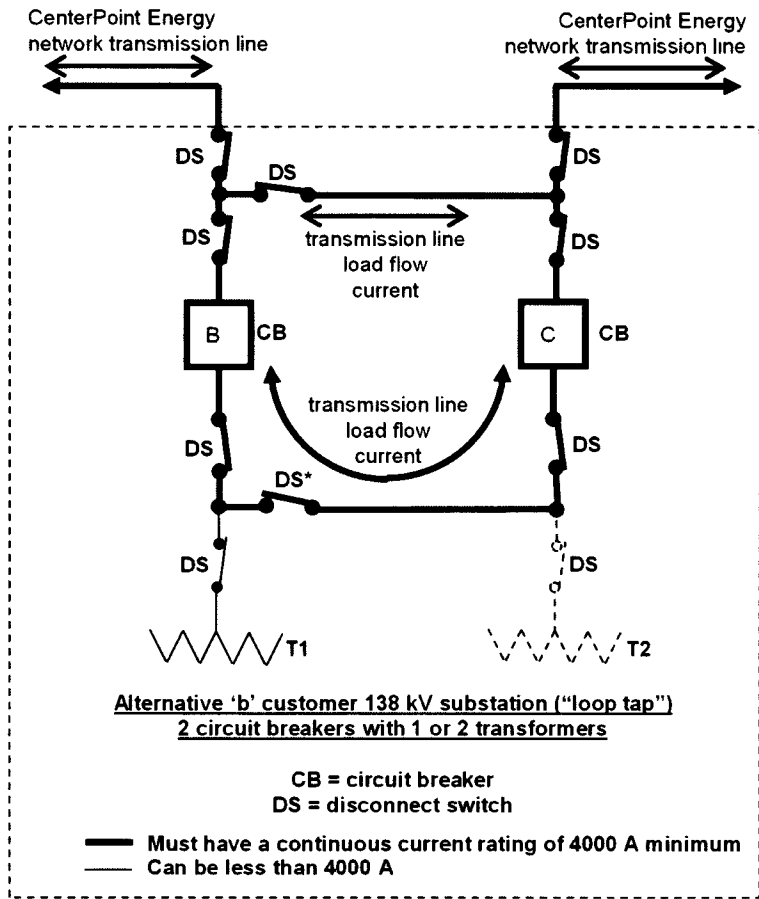 CenterPoint Energy
network transmission line
CenterPoint Energy
network transmission line
DS
DS
DS
DS
DS
transmission line
load flow
current
B
CB
C
CB
transmission line
load flow
current
DS
DS
DS*
DS
DS
T1
T2
Alternative ‘b’ customer 138 kV substation (“loop tap”)
2 circuit breakers with 1 or 2 transformers
CB = circuit breaker
DS = disconnect switch
Must have a continuous current rating of 4000 A minimum
Can be less than 4000 A